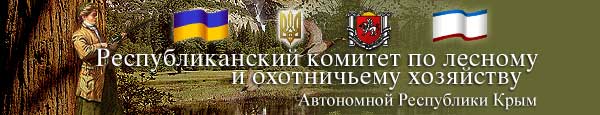 Республиканский комитет по лесному
и охотничьему хозяйству
Автономной Республики Крым